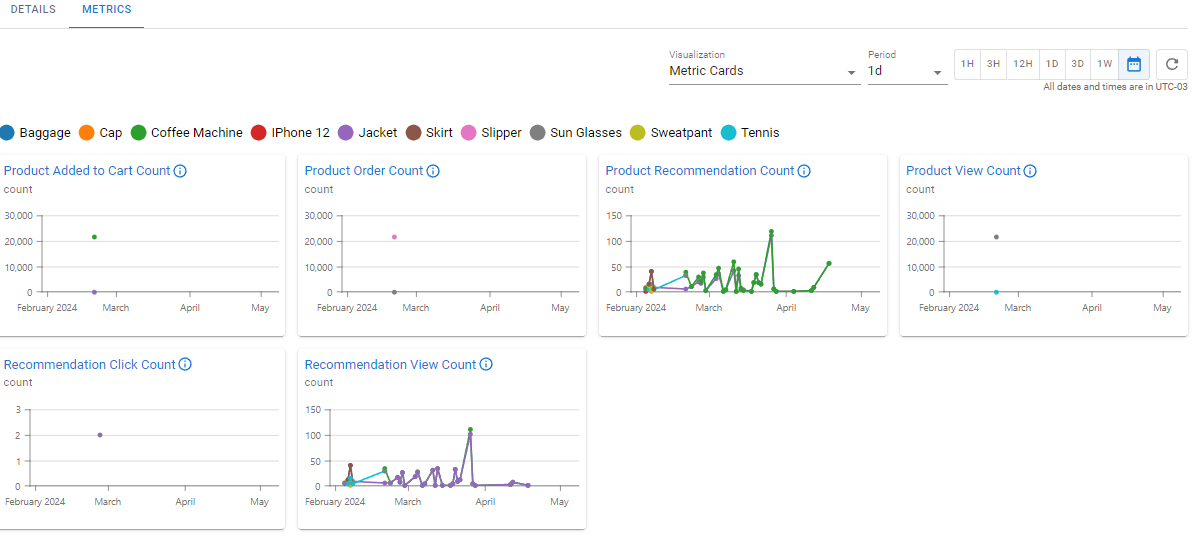 DETAILS METRICS
Visualization
Metric Cards
Period
1d
1H 3H 12H 1D 3D 1W
All dates and times are in UTC-03
Baggage Cap Coffee Machine IPhone 12 Jacket Skirt Slipper Sun Glasses Sweatpant Tennis
Product Added to Cart Count
count
30,000
20,000
10,000
0
February 2024 March April May
Product Order Count
count
30,000
20,000
10,000
0
February 2024 March April May
Product Recommendation Count
count
150
100
50
0
February 2024 March April May
Product View Count
count
30,000
20,000
10,000
0
February 2024 March April May
Recommendation Click Count
count
3
2
1
0
February 2024 March April May
Recommendation View Count
count
150
100
50
0
February 2024 March April May